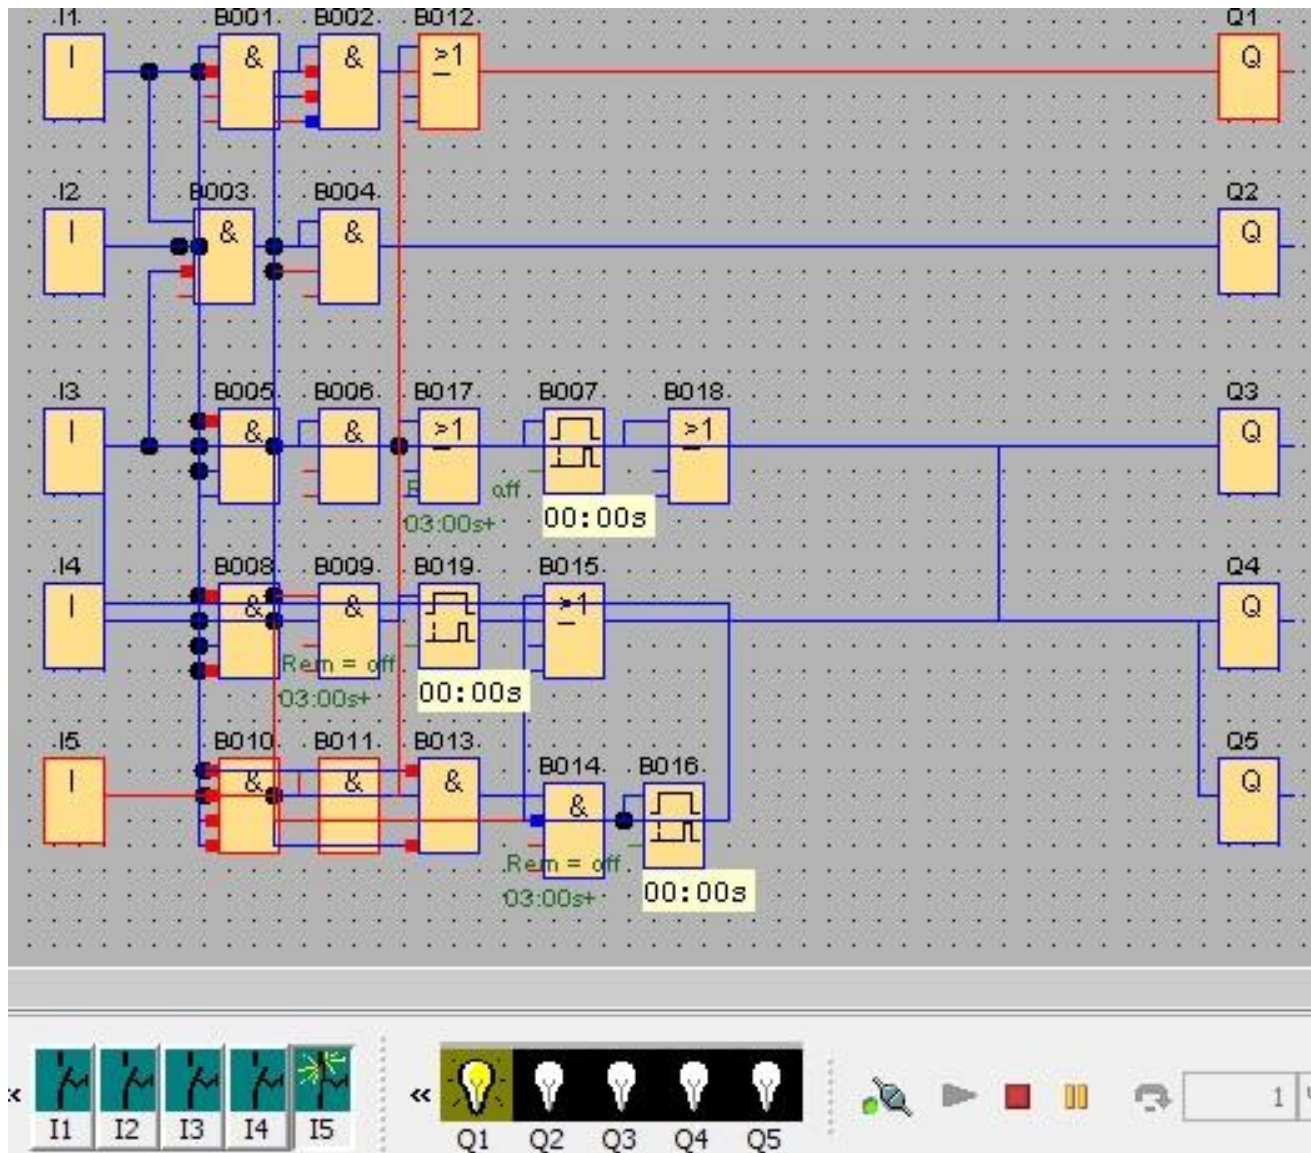 I1 B001 B002 B012 Q1
I & & >1 Q
I2 B003 B004 Q2
I & & Q
I3 B005 B006 B017 B007 B018 Q3
I & & >1 >1 Q
off
03:00s+ 00:00s
I4 B008 B009 B019 B015 Q4
I & & >1 Q
Rem = off
03:00s+ 00:00s
I5 B010 B011 B013 B014 B016 Q5
I & & & & Q
Rem = off
03:00s+ 00:00s
« I1 I2 I3 I4 I5 « Q1 Q2 Q3 Q4 Q5 1